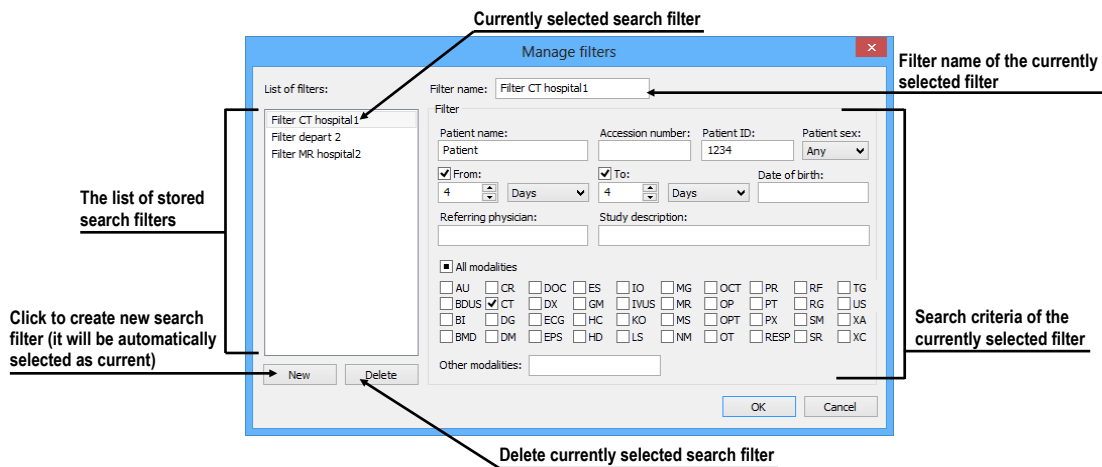 Currently selected search filter
Manage filters
Filter name of the currently
selected filter
List of filters:
Filter name:
Filter CT hospital1
Filter CT hospital1
Filter depart 2
Filter MR hospital2
Filter
Patient name:
Accession number:
Patient ID:
Patient sex:
Patient
1234
Any
From:
To:
Date of birth:
4
Days
4
Days
Referring physician:
Study description:
The list of stored
search filters
All modalities
AU CR DOC ES IO MG OCT PR RF TG
BDUS CT DX GM IVUS MR OP PT RG US
BI DG ECG HC KO MS OPT PX SM XA
BMD DM EPS HD LS NM OT RESP SR XC
Other modalities:
Click to create new search
filter (it will be automatically
selected as current)
Search criteria of the
currently selected filter
New
Delete
OK
Cancel
Delete currently selected search filter